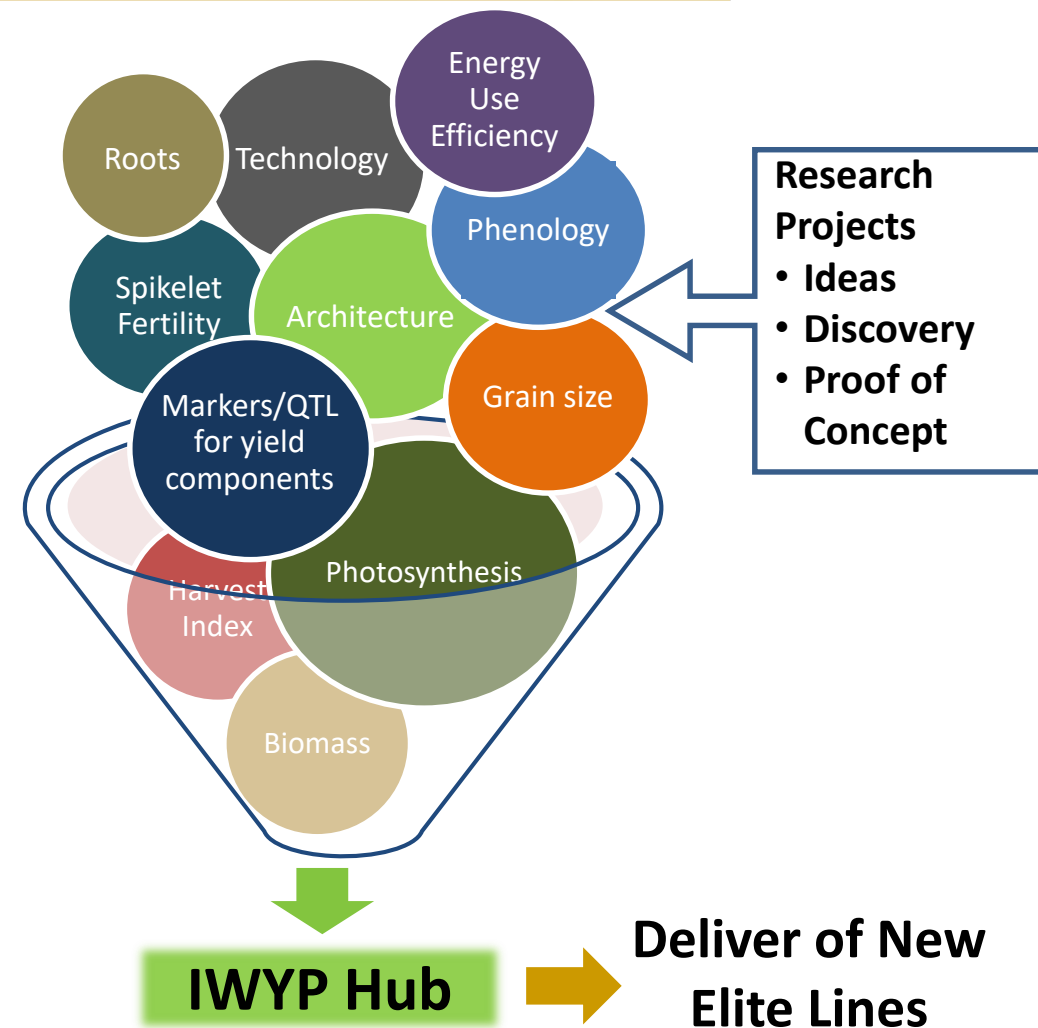 Energy
Use
Efficiency
Roots
Technology
Phenology
Spikelet
Fertility
Architecture
Grain size
Markers/QTL
for yield
components
Photosynthesis
Harvest
Index
Biomass
Research
Projects
• Ideas
• Discovery
• Proof of
Concept
IWYP Hub
Deliver of New
Elite Lines